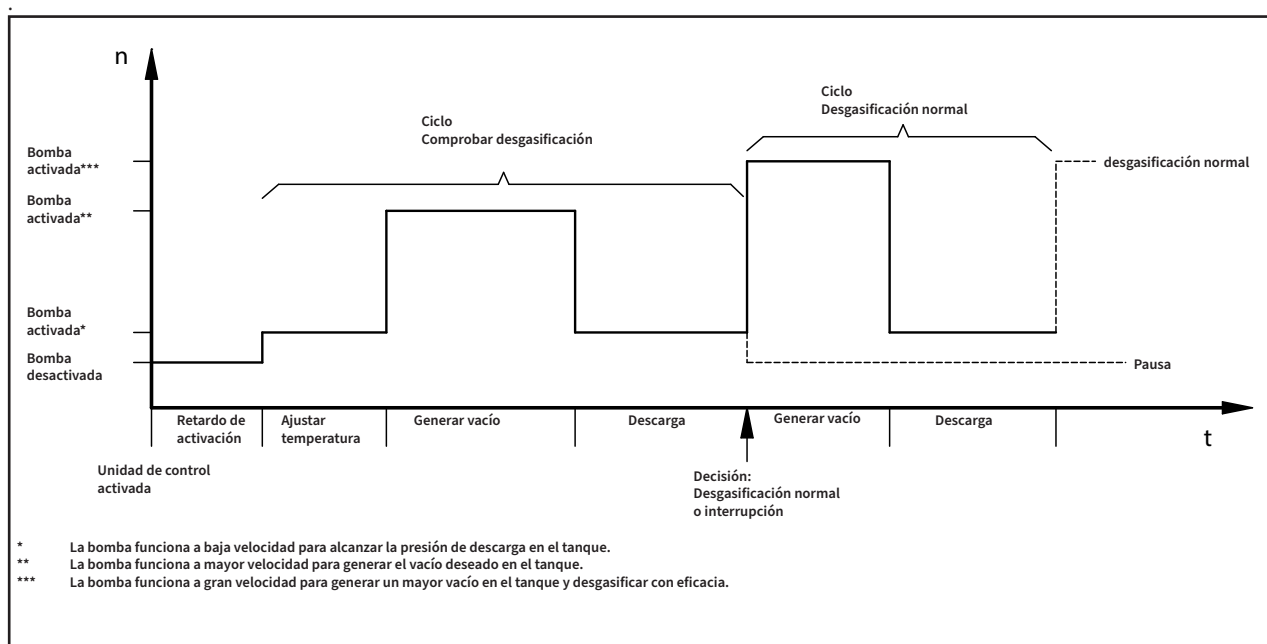 .
n
Ciclo
Comprobar desgasificación
Ciclo
Desgasificación normal
Bomba
activada***
desgasificación normal
Bomba
activada**
Bomba
activada*
Bomba
desactivada
Pausa
Retardo de
activación
Ajustar
temperatura
Generar vacío
Descarga
Generar vacío
Descarga
t
Unidad de control
activada
Decisión:
Desgasificación normal
o interrupción
* La bomba funciona a baja velocidad para alcanzar la presión de descarga en el tanque.
** La bomba funciona a mayor velocidad para generar el vacío deseado en el tanque.
*** La bomba funciona a gran velocidad para generar un mayor vacío en el tanque y desgasificar con eficacia.